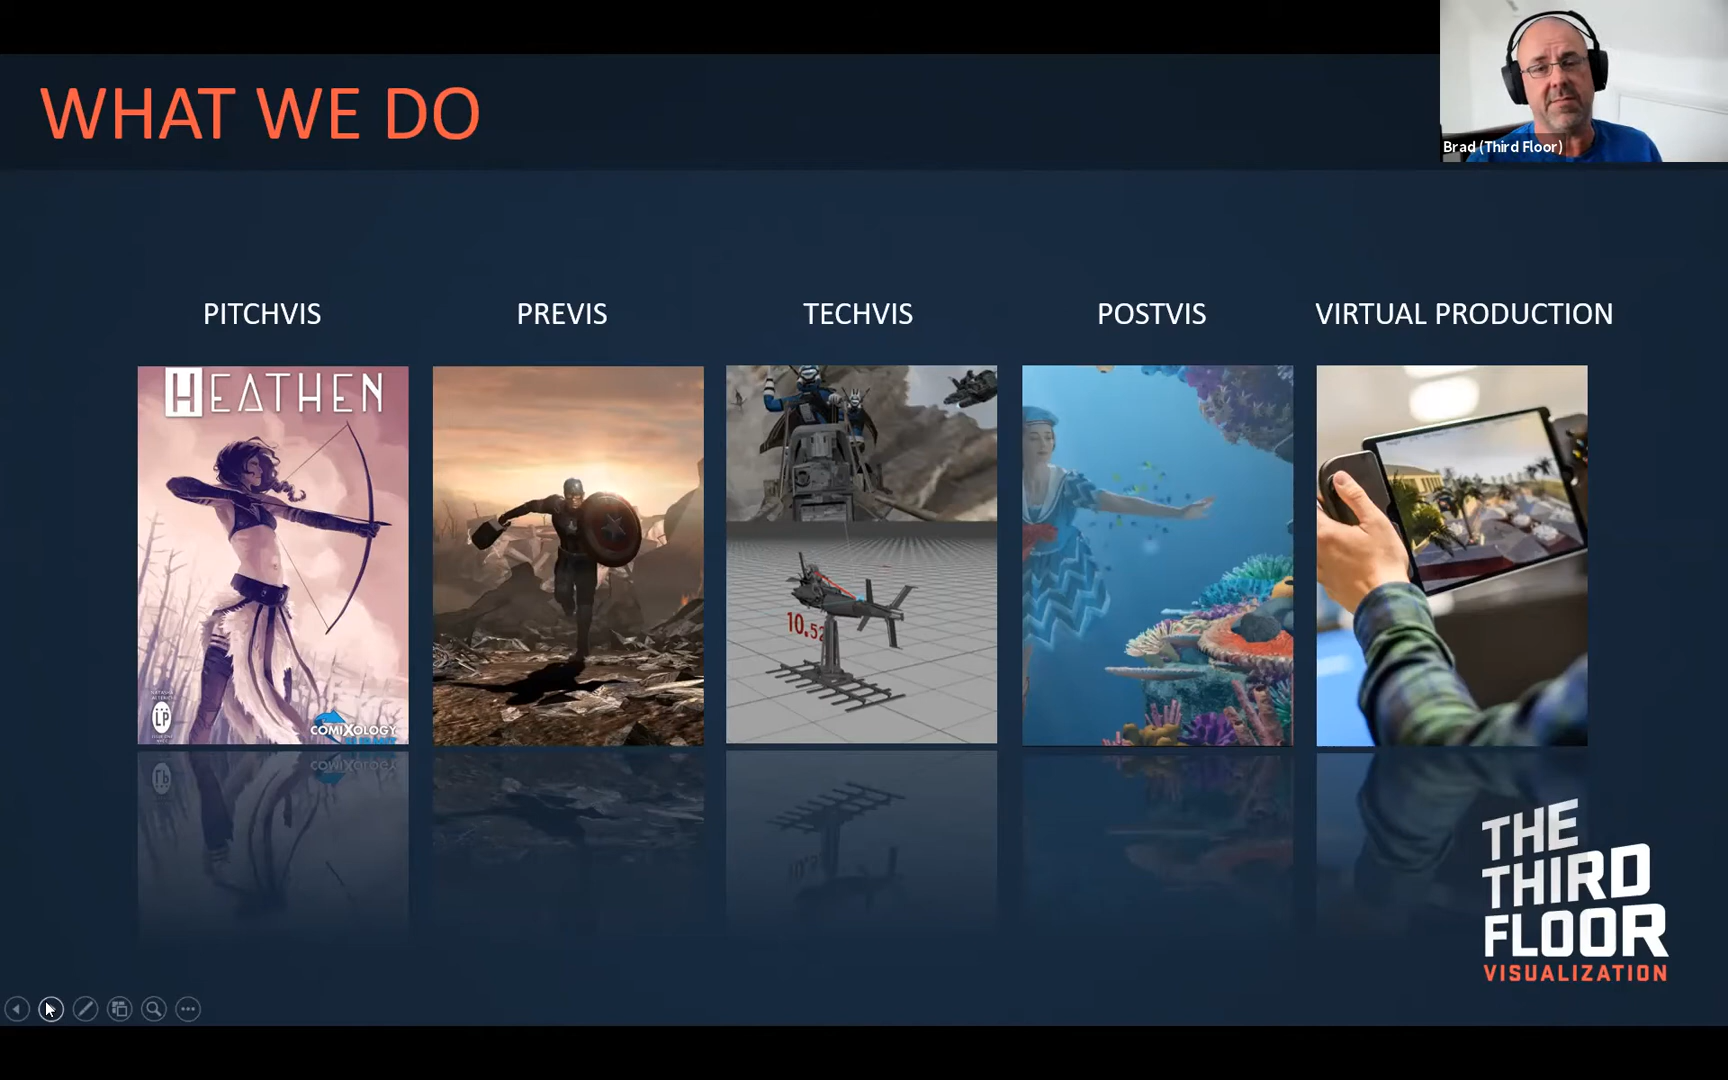 WHAT WE DO
Brad (Third Floor)
PITCHVIS
PREVIS
TECHVIS
POSTVIS
VIRTUAL PRODUCTION
HEATHEN
LP
COMIXOLOGY
10.52
THE
THIRD
FLOOR
VISUALIZATION